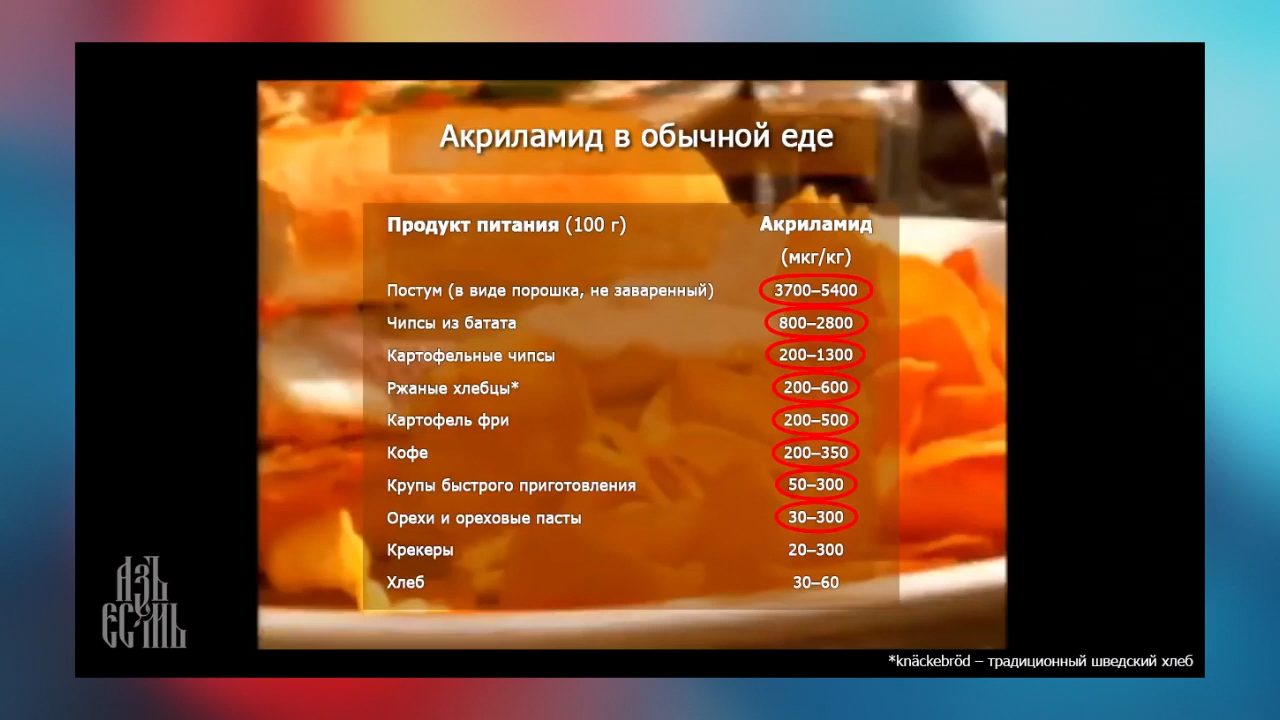 Акриламид в обычной еде
Продукт питания (100 г) Акриламид
(мкг/кг)
Постум (в виде порошка, не заваренный) 3700–5400
Чипсы из батата 800–2800
Картофельные чипсы 200–1300
Ржаные хлебцы* 200–600
Картофель фри 200–500
Кофе 200–350
Крупы быстрого приготовления 50–300
Орехи и ореховые пасты 30–300
Крекеры 20–300
Хлеб 30–60
АЗЪ
ЕСМЬ
*knäckebröd – традиционный шведский хлеб